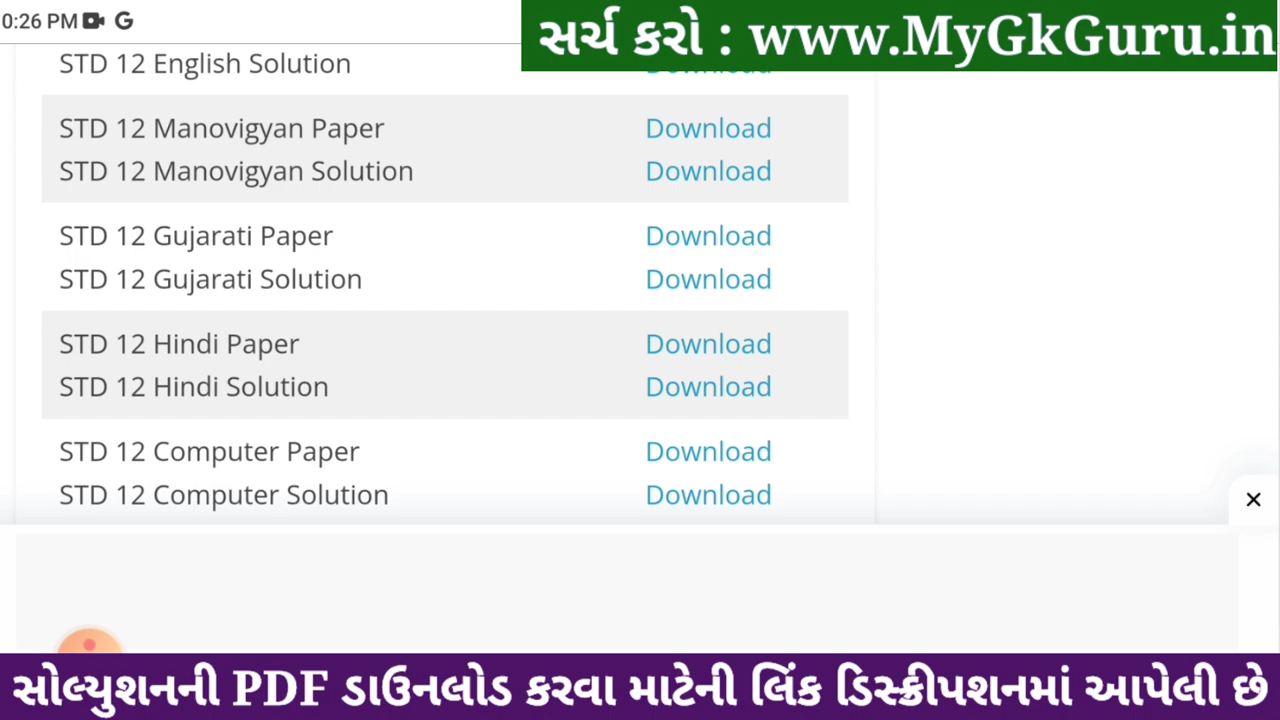 0:26 PM G
સર્ચ કરો : www.MyGkGuru.in
STD 12 English Solution Download
STD 12 Manovigyan Paper Download
STD 12 Manovigyan Solution Download
STD 12 Gujarati Paper Download
STD 12 Gujarati Solution Download
STD 12 Hindi Paper Download
STD 12 Hindi Solution Download
STD 12 Computer Paper Download
STD 12 Computer Solution Download
સોલ્યુશનની PDF ડાઉનલોડ કરવા માટેની લિંક ડિસ્ક્રીપશનમાં આપેલી છે